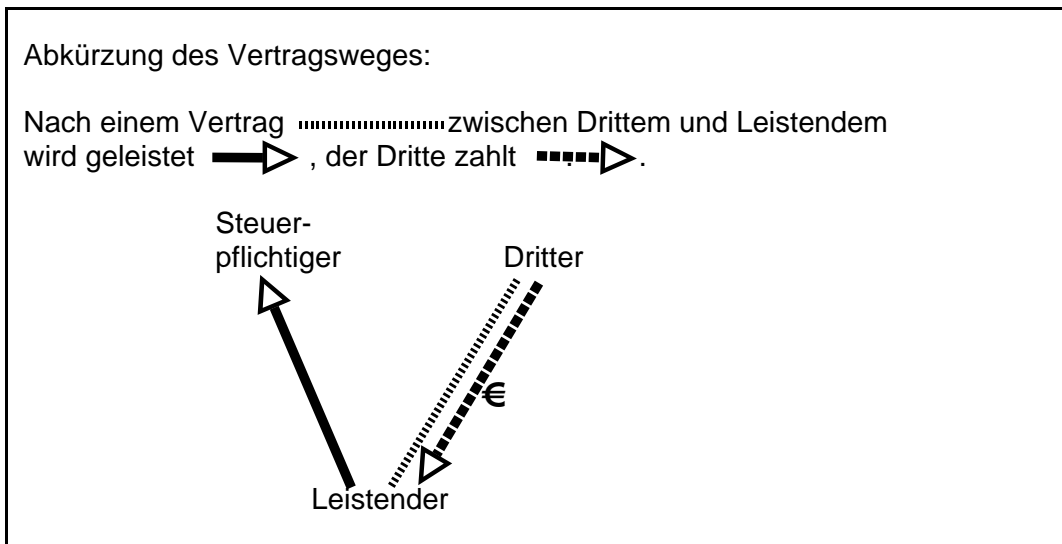 Abkürzung des Vertragsweges:
Nach einem Vertrag zwischen Drittem und Leistendem
wird geleistet , der Dritte zahlt .
Steuer-
pflichtiger
Dritter
€
Leistender